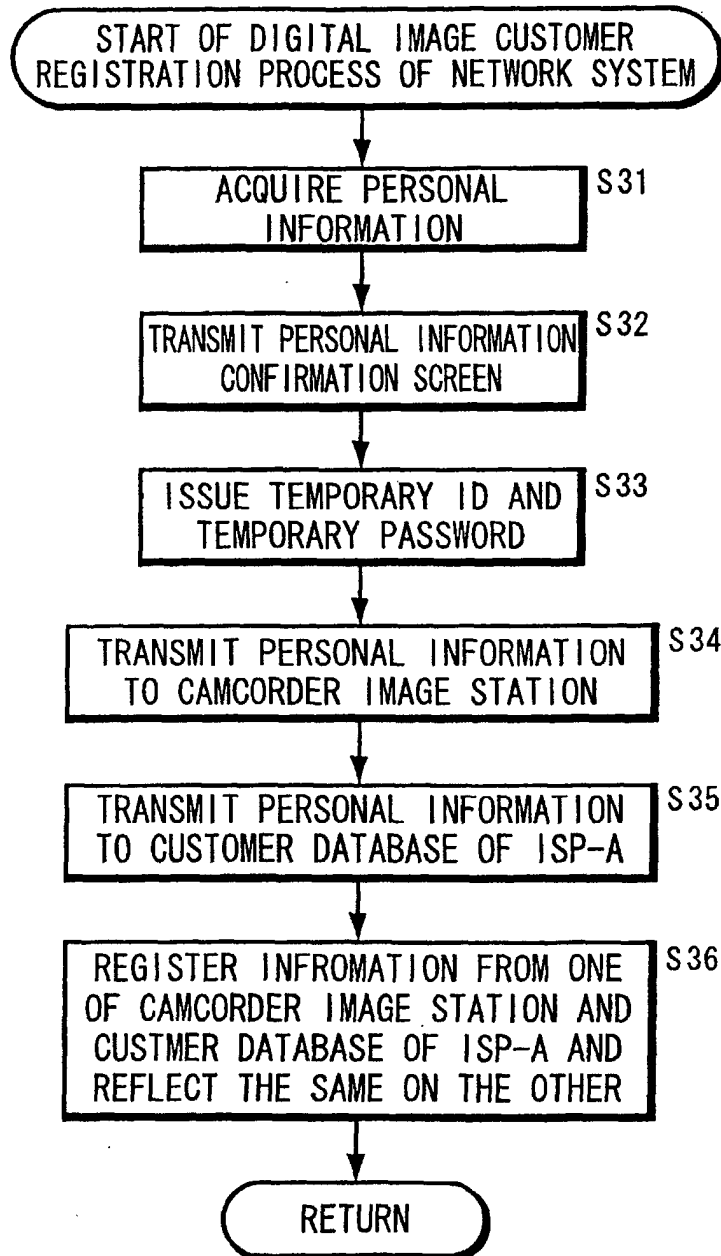 START OF DIGITAL IMAGE CUSTOMER
REGISTRATION PROCESS OF NETWORK SYSTEM
S31
ACQUIRE PERSONAL
INFORMATION
S32
TRANSMIT PERSONAL INFORMATION
CONFIRMATION SCREEN
S33
ISSUE TEMPORARY ID AND
TEMPORARY PASSWORD
S34
TRANSMIT PERSONAL INFORMATION
TO CAMCORDER IMAGE STATION
S35
TRANSMIT PERSONAL INFORMATION
TO CUSTOMER DATABASE OF ISP-A
S36
REGISTER INFROMATION FROM ONE
OF CAMCORDER IMAGE STATION AND
CUSTMER DATABASE OF ISP-A AND
REFLECT THE SAME ON THE OTHER
RETURN